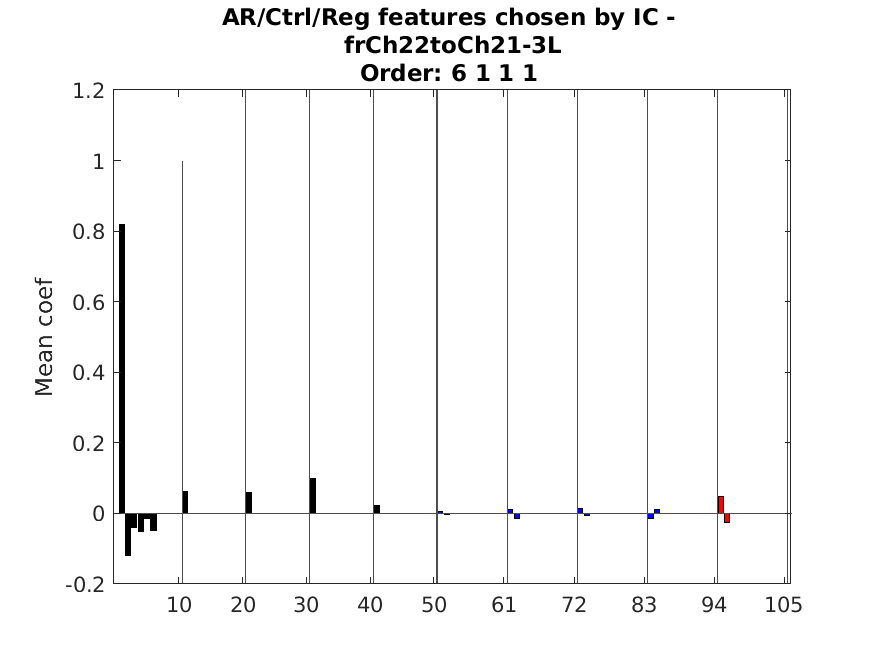 AR/Ctrl/Reg features chosen by IC -
frCh22toCh21-3L
Order: 6 1 1 1
1.2
1
0.8
0.6
0.4
0.2
0
-0.2
Mean coef
10 20 30 40 50 61 72 83 94 105